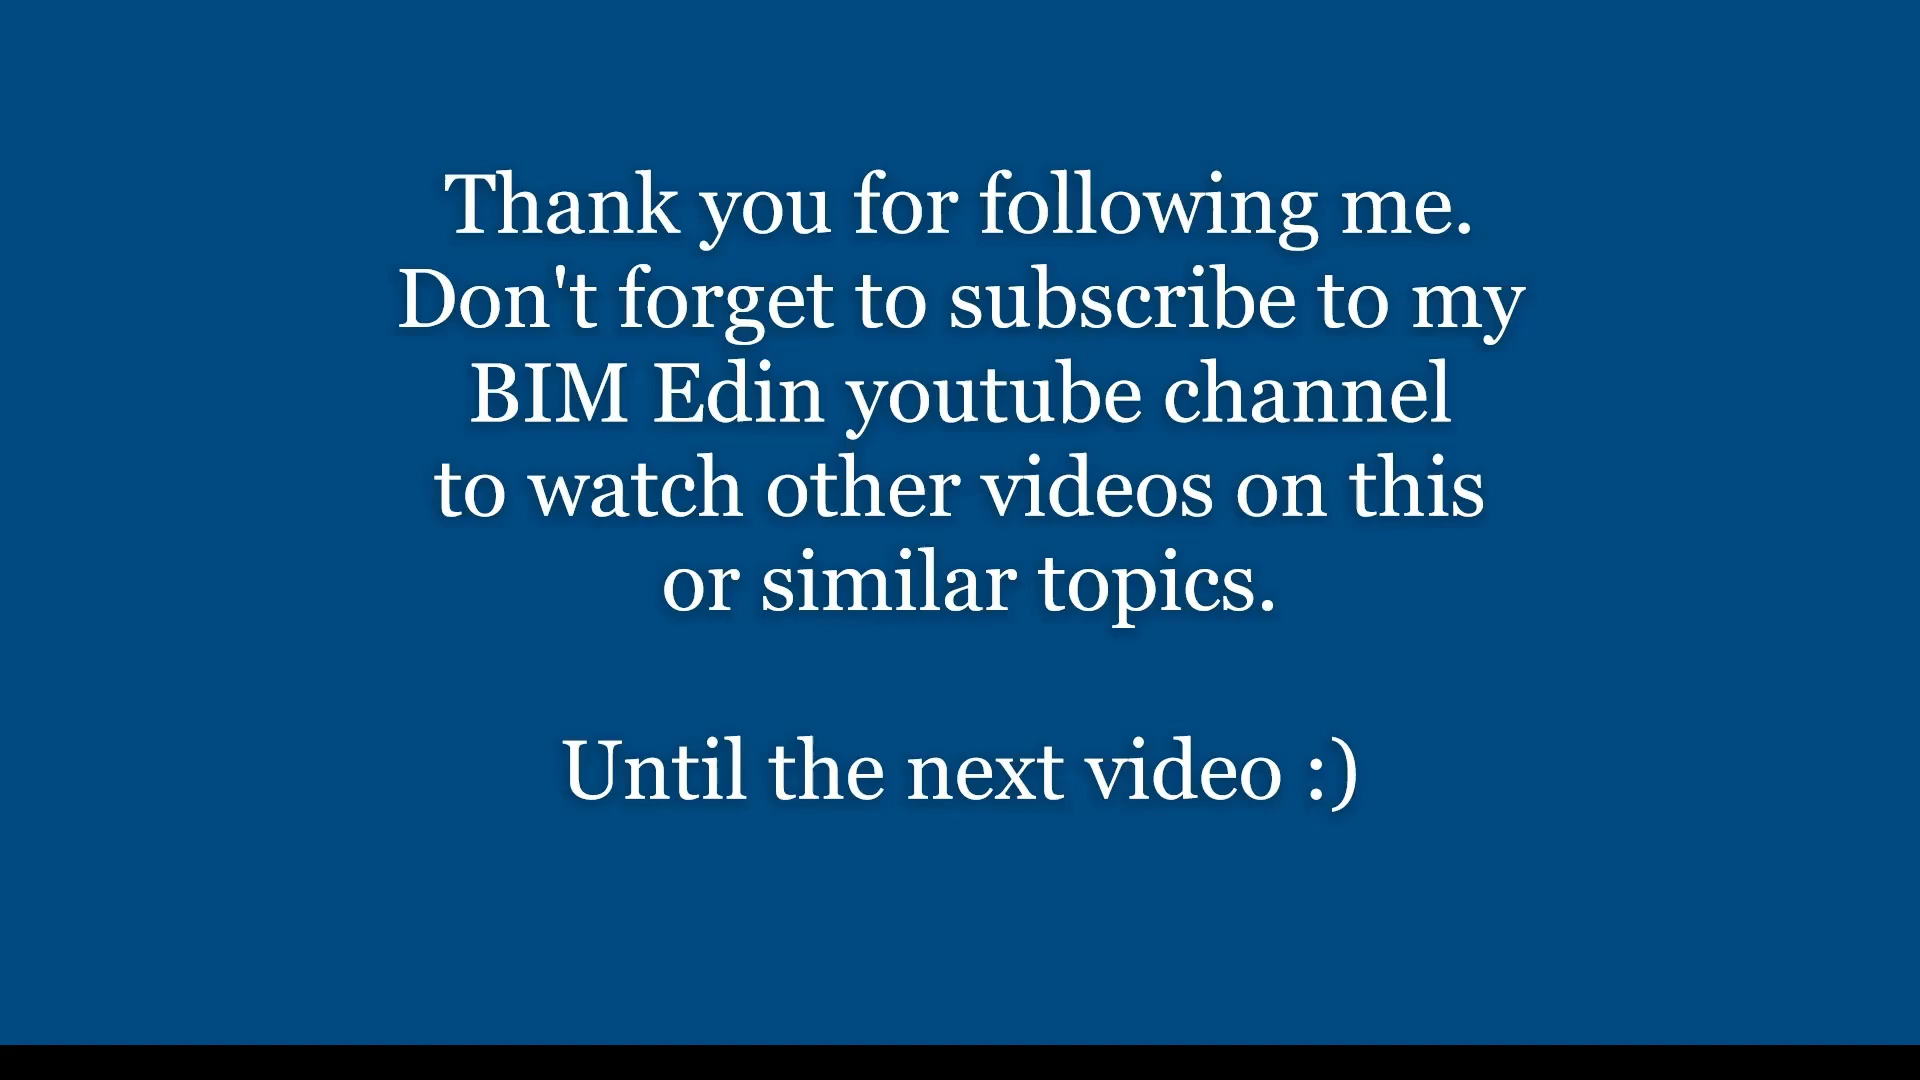 Thank you for following me.
Don't forget to subscribe to my
BIM Edin youtube channel
to watch other videos on this
or similar topics.
Until the next video :)